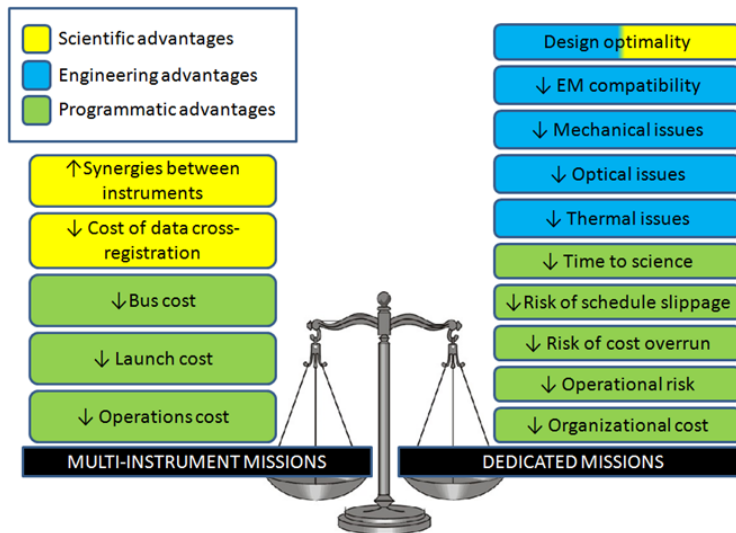 Scientific advantages
Engineering advantages
Programmatic advantages
↑Synergies between
instruments
↓ Cost of data cross-
registration
↓Bus cost
↓ Launch cost
↓ Operations cost
MULTI-INSTRUMENT MISSIONS
Design optimality
↓ EM compatibility
↓ Mechanical issues
↓ Optical issues
↓ Thermal issues
↓ Time to science
↓Risk of schedule slippage
↓ Risk of cost overrun
↓ Operational risk
↓ Organizational cost
DEDICATED MISSIONS